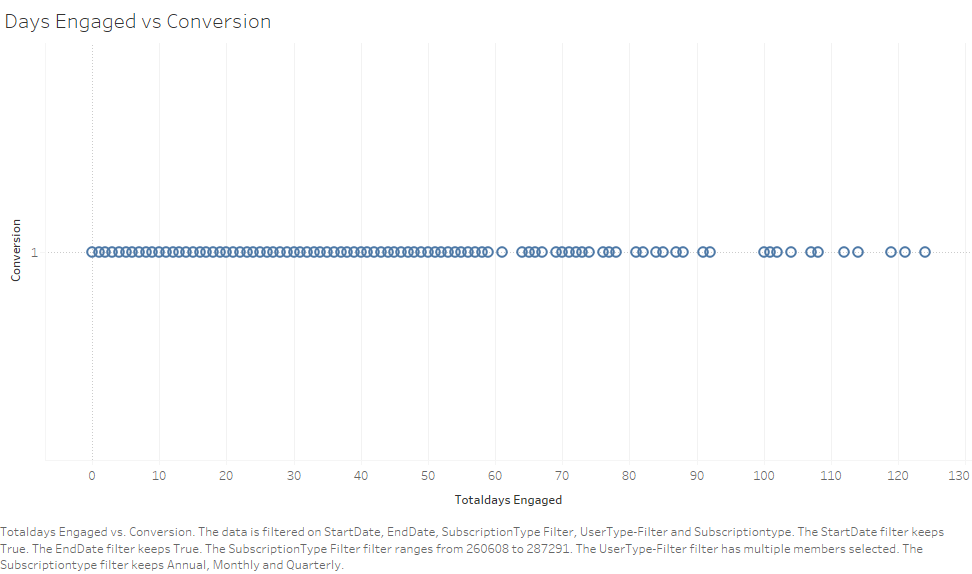 Days Engaged vs Conversion
Conversion
1
0 10 20 30 40 50 60 70 80 90 100 110 120 130
Totaldays Engaged
Totaldays Engaged vs. Conversion. The data is filtered on StartDate, EndDate, SubscriptionType Filter, UserType-Filter and Subscriptiontype. The StartDate filter keeps
True. The EndDate filter keeps True. The SubscriptionType Filter filter ranges from 260608 to 287291. The UserType-Filter filter has multiple members selected. The
Subscriptiontype filter keeps Annual, Monthly and Quarterly.